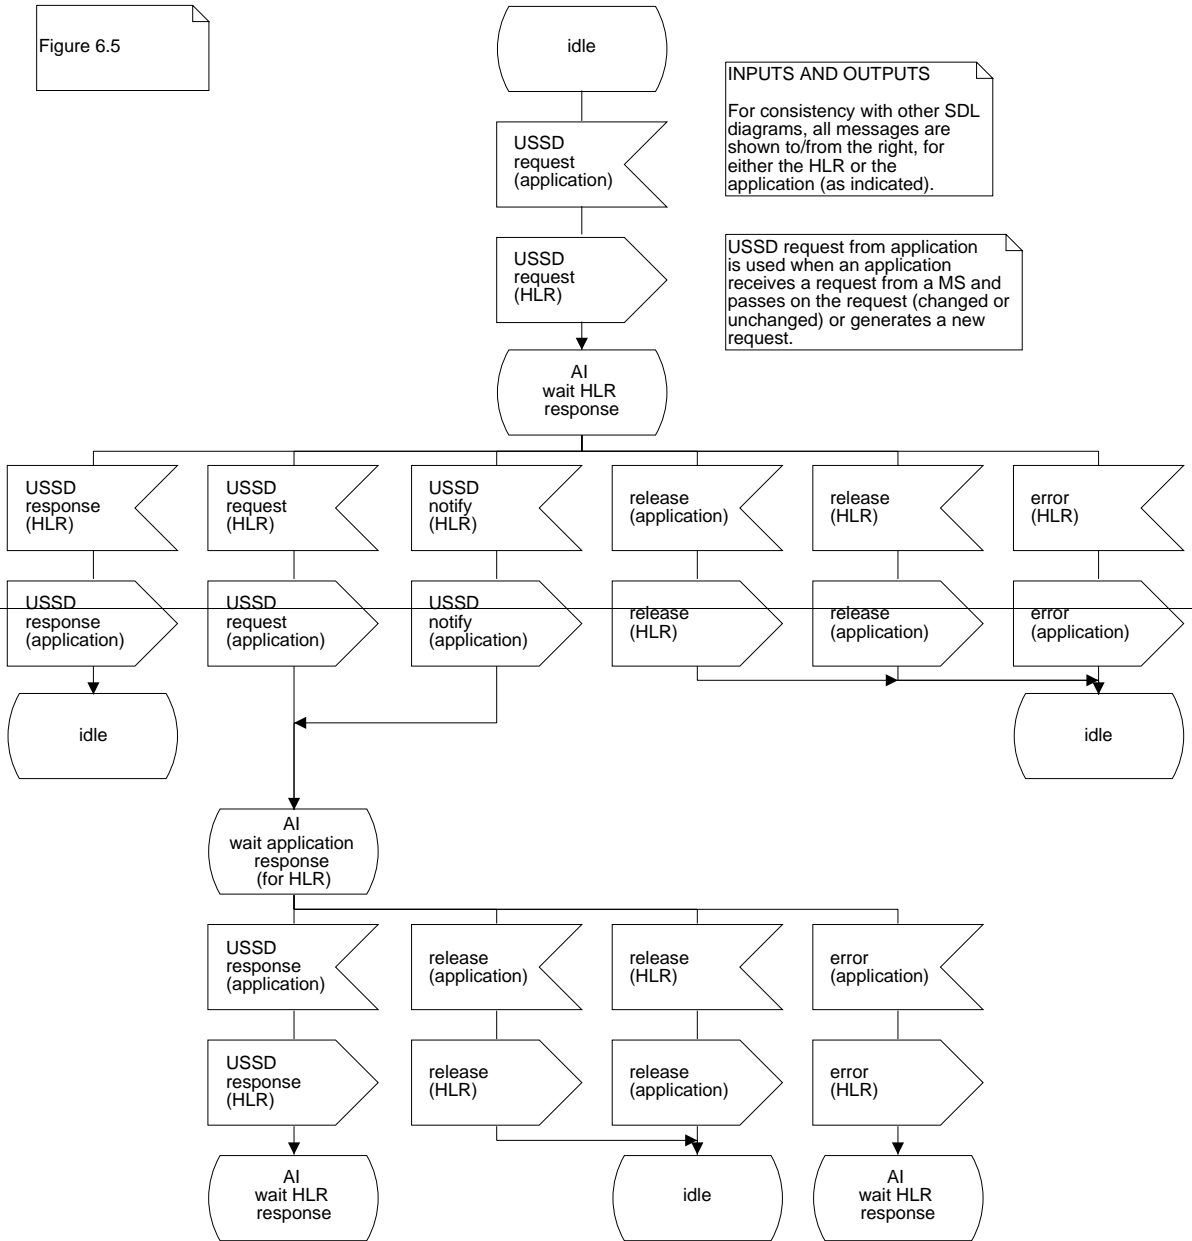 Figure 6.5
idle
INPUTS AND OUTPUTS
For consistency with other SDL
diagrams, all messages are
shown to/from the right, for
either the HLR or the
application (as indicated).
USSD
request
(application)
USSD
request
(HLR)
USSD request from application
is used when an application
receives a request from a MS and
passes on the request (changed or
unchanged) or generates a new
request.
AI
wait HLR
response
USSD
response
(HLR)
USSD
request
(HLR)
USSD
notify
(HLR)
release
(application)
release
(HLR)
error
(HLR)
USSD
response
(application)
USSD
request
(application)
USSD
notify
(application)
release
(HLR)
release
(application)
error
(application)
idle
idle
AI
wait application
response
(for HLR)
USSD
response
(application)
release
(application)
release
(HLR)
error
(application)
USSD
response
(HLR)
release
(HLR)
release
(application)
error
(HLR)
AI
wait HLR
response
idle
AI
wait HLR
response